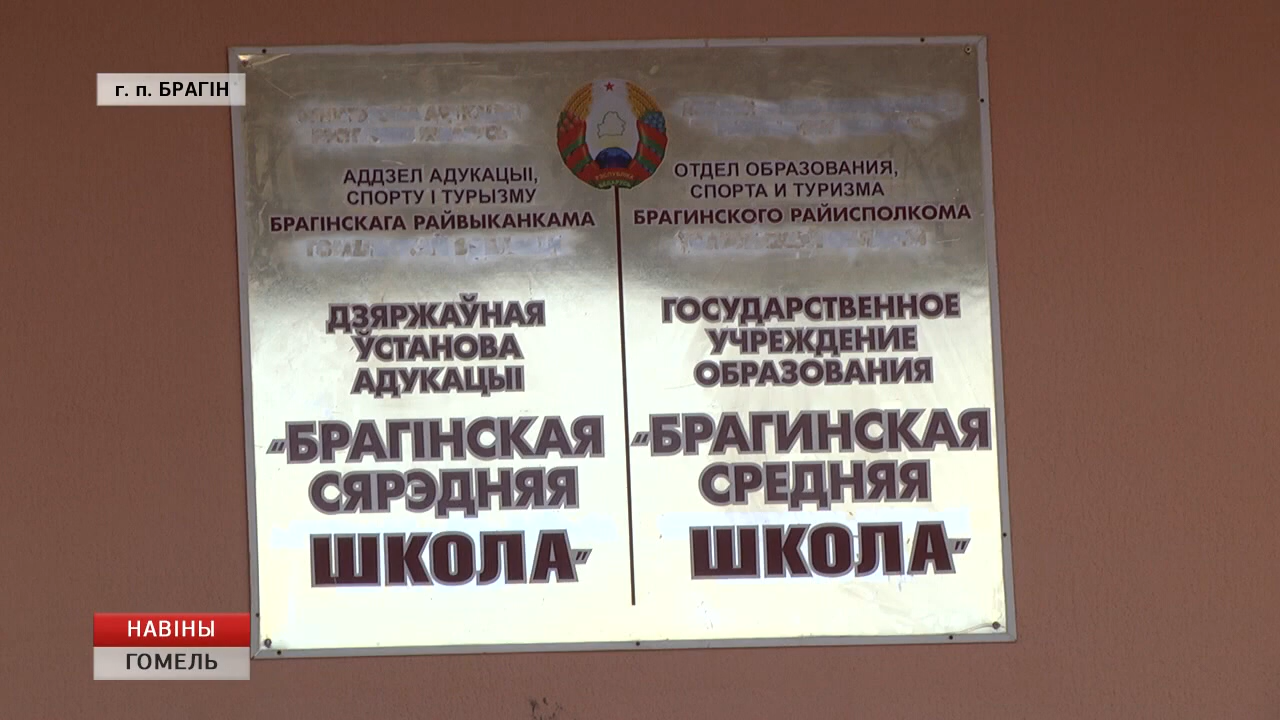 г. п. БРАГІН
АДДЗЕЛ АДУКАЦЫІ,
СПОРТУ І ТУРЫЗМУ
БРАГІНСКАГА РАЙВЫКАНКАМА
ДЗЯРЖАЎНАЯ
ЎСТАНОВА
АДУКАЦЫІ
"БРАГІНСКАЯ
СЯРЭДНЯЯ
ШКОЛА"
ОТДЕЛ ОБРАЗОВАНИЯ,
СПОРТА И ТУРИЗМА
БРАГИНСКОГО РАЙИСПОЛКОМА
ГОСУДАРСТВЕННОЕ
УЧРЕЖДЕНИЕ
ОБРАЗОВАНИЯ
"БРАГИНСКАЯ
СРЕДНЯЯ
ШКОЛА"
НАВІНЫ
ГОМЕЛЬ